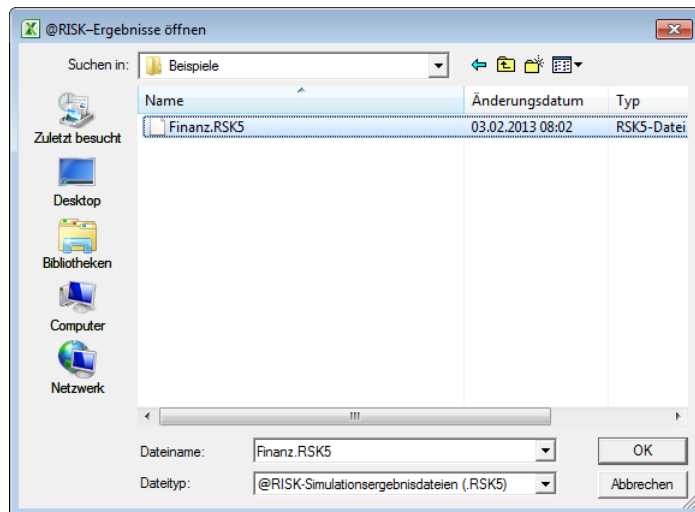 @RISK–Ergebnisse öffnen
Suchen in: Beispiele
Name Änderungsdatum Typ
Finanz.RSK5 03.02.2013 08:02 RSK5-Datei
Zuletzt besucht
Desktop
Bibliotheken
Computer
Netzwerk
Dateiname: Finanz.RSK5 OK
Dateityp: @RISK-Simulationsergebnisdateien (.RSK5) Abbrechen